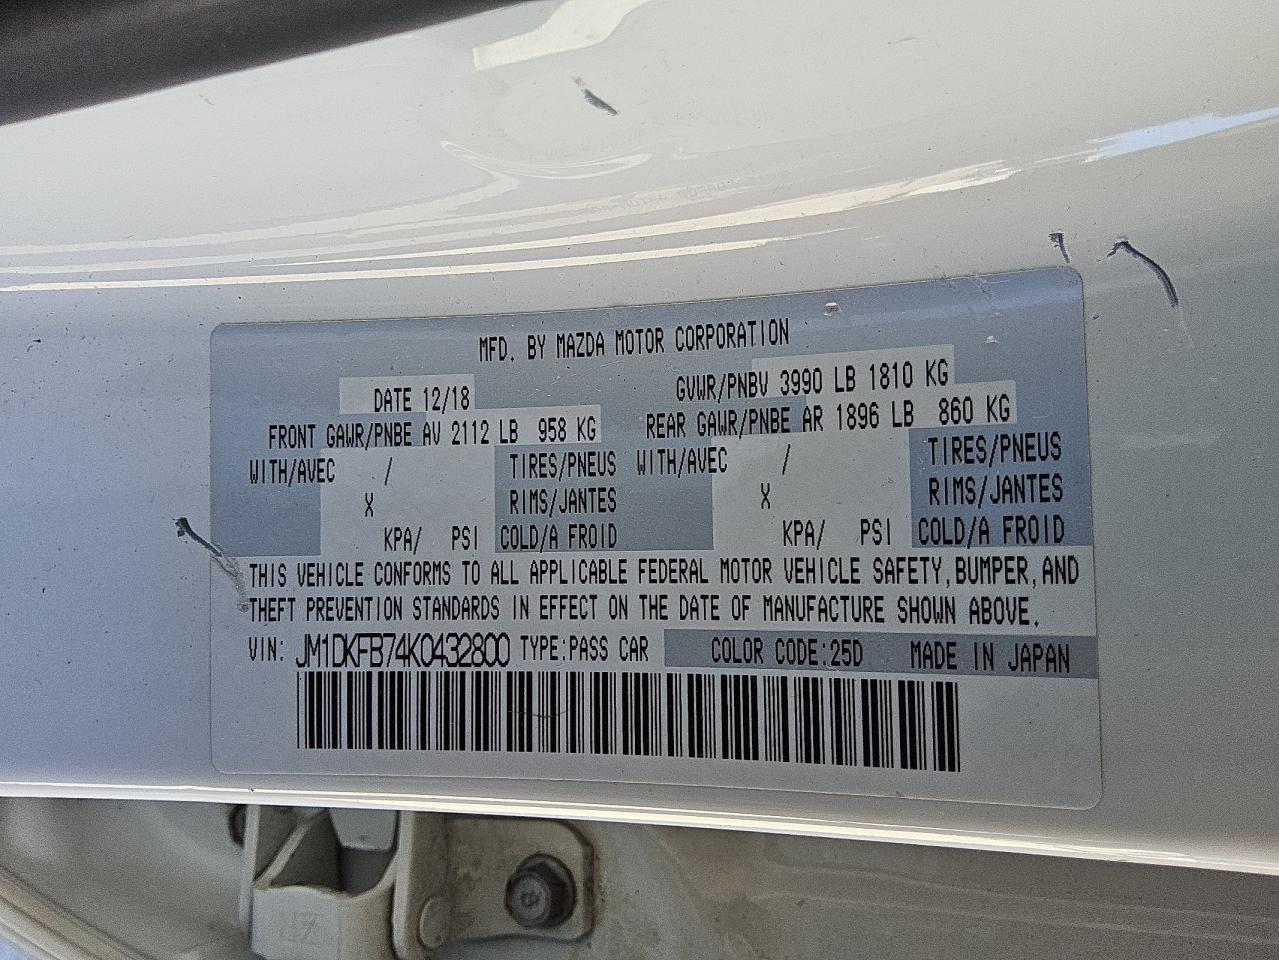 MFD. BY MAZDA MOTOR CORPORATION
DATE 12/18 GVWR/PNBV 3990 LB 1810 KG
FRONT GAWR/PNBE AV 2112 LB 958 KG REAR GAWR/PNBE AR 1896 LB 860 KG
WITH/AVEC / TIRES/PNEUS WITH/AVEC / TIRES/PNEUS
X RIMS/JANTES X RIMS/JANTES
KPA/ PSI COLD/A FROID KPA/ PSI COLD/A FROID
THIS VEHICLE CONFORMS TO ALL APPLICABLE FEDERAL MOTOR VEHICLE SAFETY, BUMPER, AND
THEFT PREVENTION STANDARDS IN EFFECT ON THE DATE OF MANUFACTURE SHOWN ABOVE.
VIN: JM1DKFB74K0432800 TYPE:PASS CAR COLOR CODE:25D MADE IN JAPAN